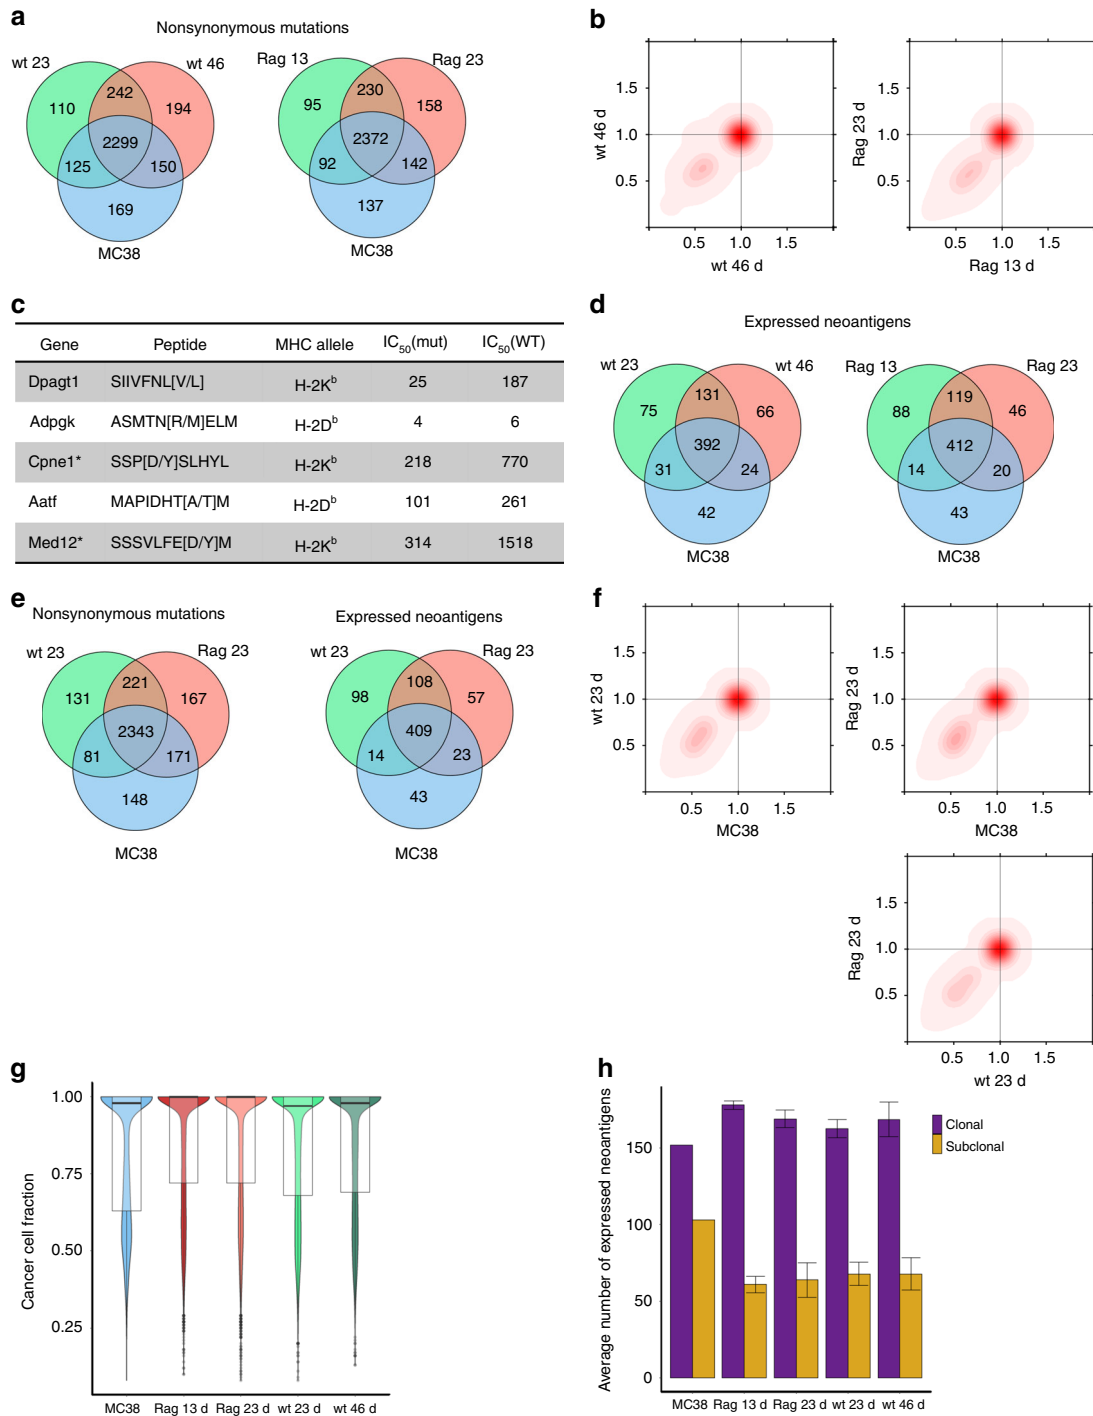 a
Nonsynonymous mutations
wt 23
wt 46
110
242
194
2299
125
150
169
MC38
Rag 13
Rag 23
95
230
158
2372
92
142
137
MC38
b
wt 46 d
1.5
1.0
0.5
0.5 1.0 1.5
wt 46 d
Rag 23 d
1.5
1.0
0.5
0.5 1.0 1.5
Rag 13 d
c
Gene Peptide MHC allele IC50(mut) IC50(WT)
Dpagt1 SIIVFNL[V/L] H-2Kb 25 187
Adpgk ASMTN[R/M]ELM H-2Db 4 6
Cpne1* SSP[D/Y]SLHYL H-2Kb 218 770
Aatf MAPIDHT[A/T]M H-2Db 101 261
Med12* SSSVLFE[D/Y]M H-2Kb 314 1518
d
Expressed neoantigens
wt 23
wt 46
75
131
66
392
31
24
42
MC38
Rag 13
Rag 23
88
119
46
412
14
20
43
MC38
e
Nonsynonymous mutations
wt 23
Rag 23
131
221
167
2343
81
171
148
MC38
Expressed neoantigens
wt 23
Rag 23
98
108
57
409
14
23
43
MC38
f
wt 23 d
1.5
1.0
0.5
0.5 1.0 1.5
MC38
Rag 23 d
1.5
1.0
0.5
0.5 1.0 1.5
MC38
Rag 23 d
1.5
1.0
0.5
0.5 1.0 1.5
wt 23 d
g
Cancer cell fraction
1.00
0.75
0.50
0.25
MC38 Rag 13 d Rag 23 d wt 23 d wt 46 d
h
Average number of expressed neoantigens
150
100
50
0
MC38 Rag 13 d Rag 23 d wt 23 d wt 46 d
Clonal
Subclonal